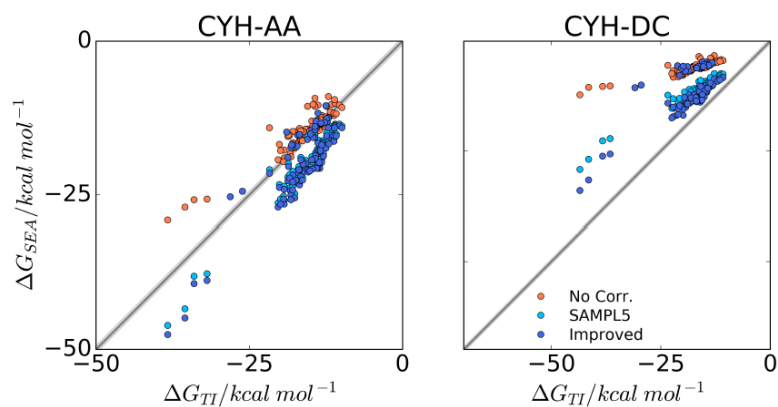 CYH-AA
CYH-DC
0
−25
−50
ΔG_SEA/kcal mol⁻¹
No Corr.
SAMPL5
Improved
−50
−25
0
−50
−25
0
ΔG_TI/kcal mol⁻¹
ΔG_TI/kcal mol⁻¹